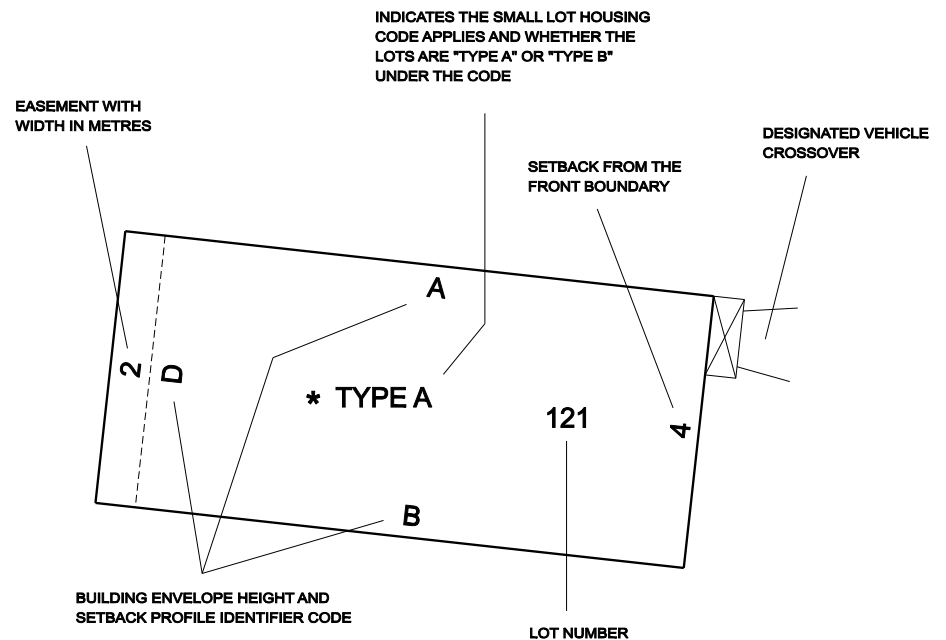 INDICATES THE SMALL LOT HOUSING
CODE APPLIES AND WHETHER THE
LOTS ARE "TYPE A" OR "TYPE B"
UNDER THE CODE
EASEMENT WITH
WIDTH IN METRES
DESIGNATED VEHICLE
CROSSOVER
SETBACK FROM THE
FRONT BOUNDARY
A
2
D
* TYPE A
121
4
B
BUILDING ENVELOPE HEIGHT AND
SETBACK PROFILE IDENTIFIER CODE
LOT NUMBER